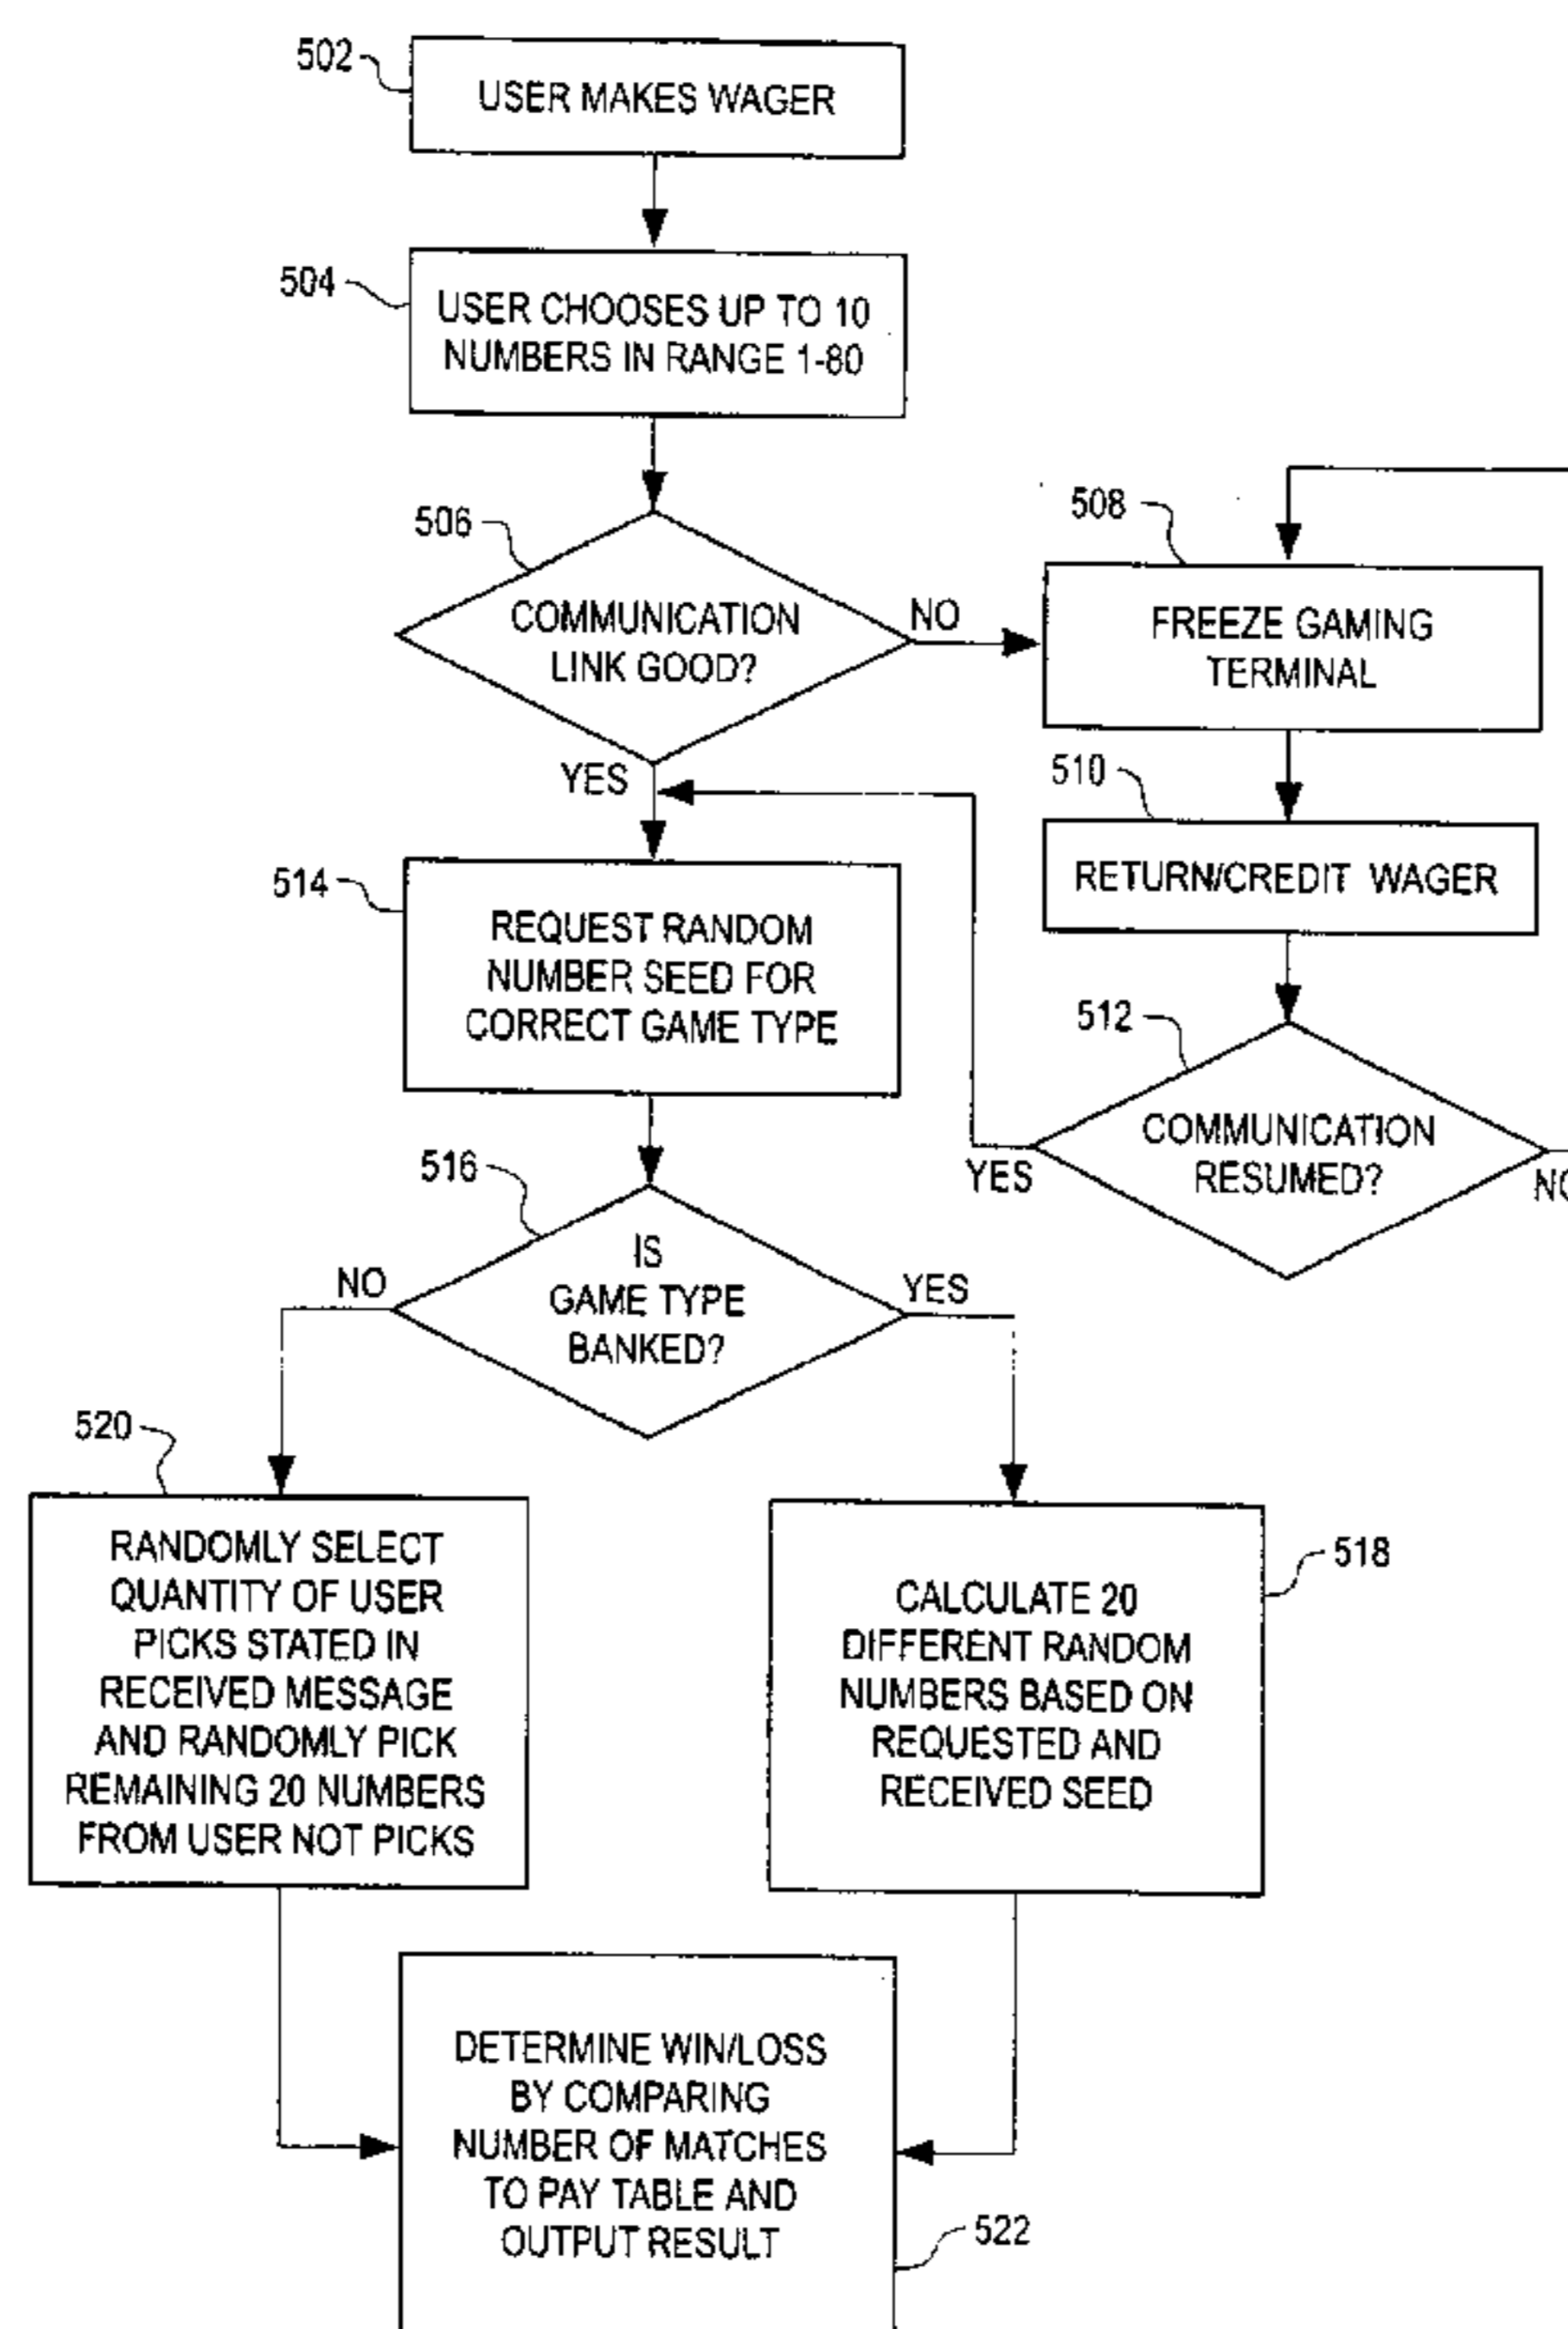 502
USER MAKES WAGER
504
USER CHOOSES UP TO 10
NUMBERS IN RANGE 1-80
506
COMMUNICATION
LINK GOOD?
NO
YES
508
FREEZE GAMING
TERMINAL
510
RETURN/CREDIT WAGER
512
COMMUNICATION
RESUMED?
YES
514
REQUEST RANDOM
NUMBER SEED FOR
CORRECT GAME TYPE
516
IS
GAME TYPE
BANKED?
NO
YES
520
RANDOMLY SELECT
QUANTITY OF USER
PICKS STATED IN
RECEIVED MESSAGE
AND RANDOMLY PICK
REMAINING 20 NUMBERS
FROM USER NOT PICKS
518
CALCULATE 20
DIFFERENT RANDOM
NUMBERS BASED ON
REQUESTED AND
RECEIVED SEED
DETERMINE WIN/LOSS
BY COMPARING
NUMBER OF MATCHES
TO PAY TABLE AND
OUTPUT RESULT
522